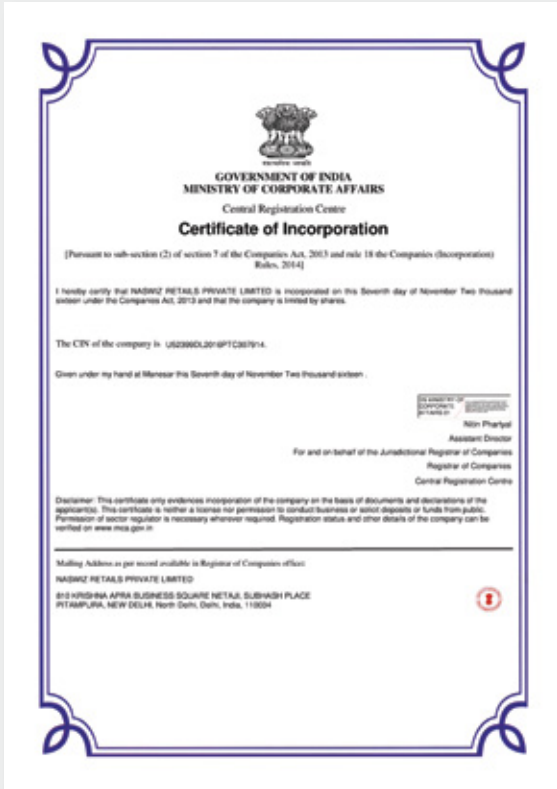 सत्यमेव जयते
GOVERNMENT OF INDIA
MINISTRY OF CORPORATE AFFAIRS
Central Registration Centre
Certificate of Incorporation
[Pursuant to sub-section (2) of section 7 of the Companies Act, 2013 and rule 18 the Companies (Incorporation)
Rules, 2014]
I hereby certify that NASWIZ RETAILS PRIVATE LIMITED is incorporated on this Seventh day of November Two thousand
sixteen under the Companies Act, 2013 and that the company is limited by shares.
The CIN of the company is
Given under my hand at Manesar this Seventh day of November Two thousand sixteen .
DS MINISTRY OF
CORPORATE
AFFAIRS 01
Nitin Phartyal
Assistant Director
For and on behalf of the Jurisdictional Registrar of Companies
Registrar of Companies
Central Registration Centre
Disclaimer: This certificate only evidences incorporation of the company on the basis of documents and declarations of the
applicant(s). This certificate is neither a license nor permission to conduct business or solicit deposits or funds from public.
Permission of sector regulator is necessary wherever required. Registration status and other details of the company can be
verified on www.mca.gov.in
Mailing Address as per record available in Registrar of Companies office:
NASWIZ RETAILS PRIVATE LIMITED
810 KRISHNA APRA BUSINESS SQUARE NETAJI, SUBHASH PLACE
PITAMPURA, NEW DELHI, North Delhi, Delhi, India, 110034